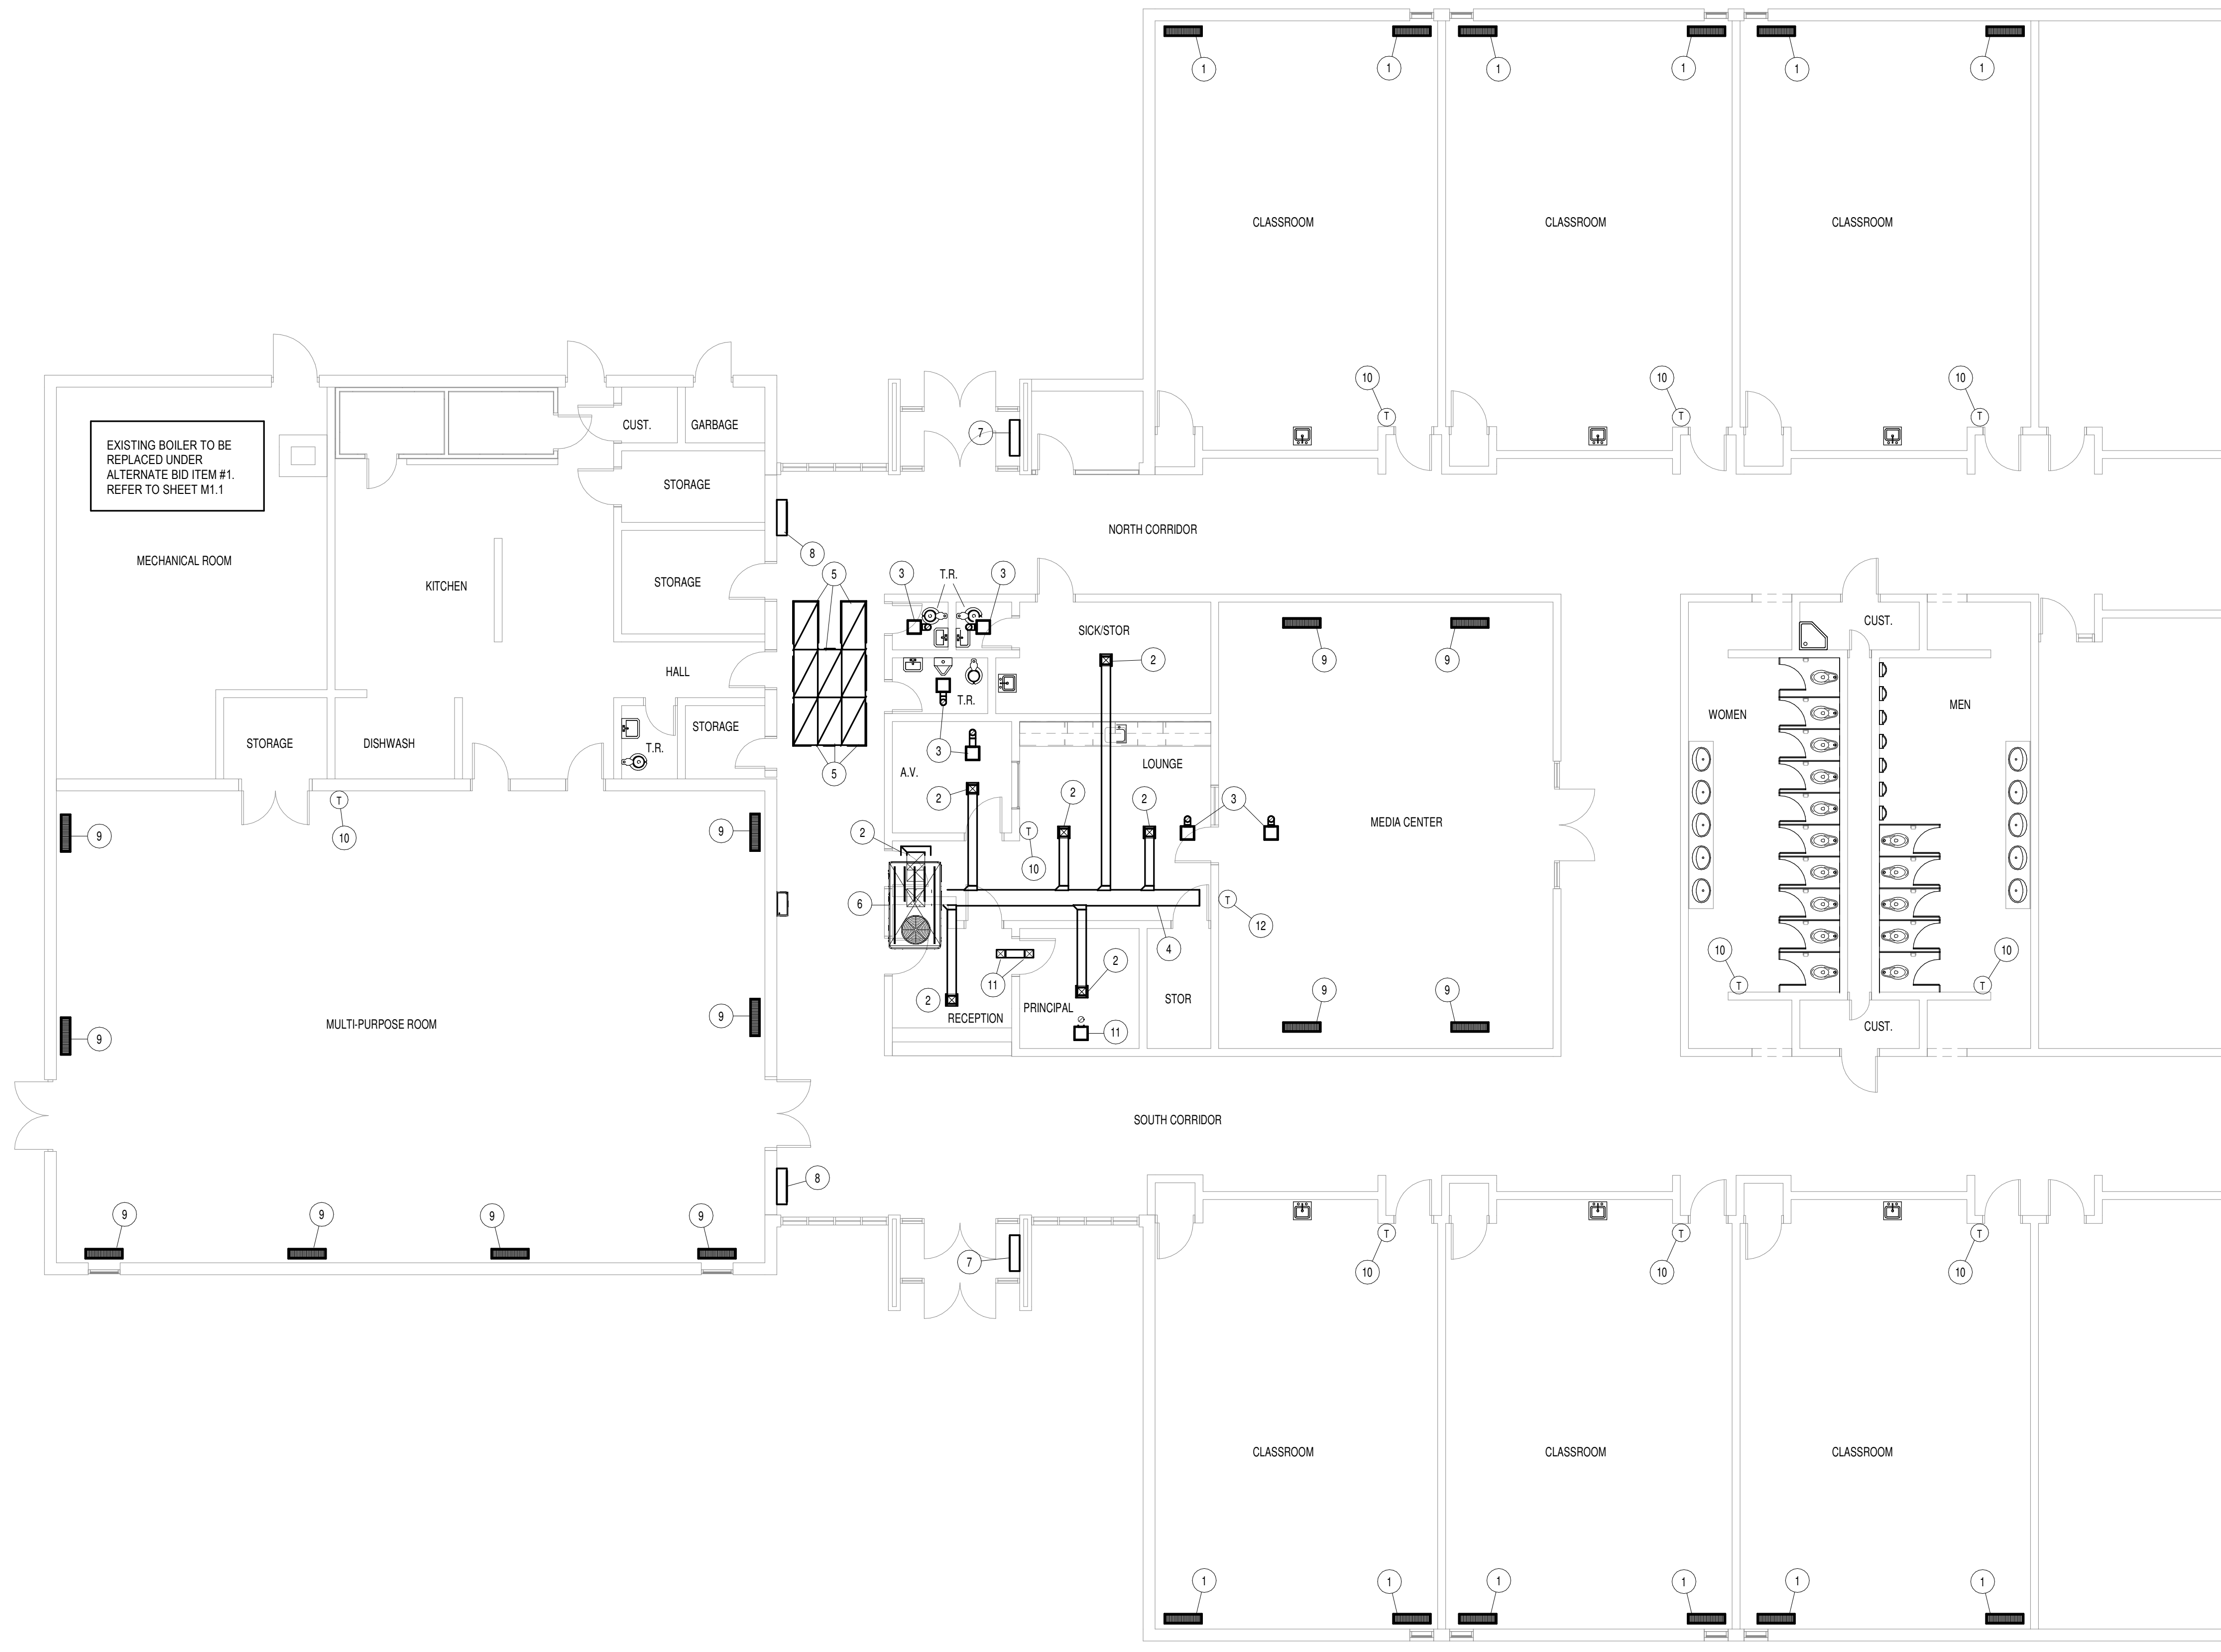 1
1
1
1
1
1
CLASSROOM
CLASSROOM
CLASSROOM
10
10
10
T
T
T
EXISTING BOILER TO BE
REPLACED UNDER
ALTERNATE BID ITEM #1.
REFER TO SHEET M1.1
CUST.
GARBAGE
7
STORAGE
NORTH CORRIDOR
8
MECHANICAL ROOM
KITCHEN
STORAGE
5
3
T.R.
3
CUST.
SICK/STOR
2
9
9
HALL
T.R.
WOMEN
MEN
STORAGE
DISHWASH
STORAGE
T.R.
3
5
A.V.
LOUNGE
2
2
2
3
T
10
9
9
2
T
10
MEDIA CENTER
6
T
12
4
11
2
10
10
T
T
2
RECEPTION
PRINCIPAL
STOR
9
9
11
CUST.
MULTI-PURPOSE ROOM
9
9
SOUTH CORRIDOR
8
9
9
9
9
7
T
T
T
10
10
10
CLASSROOM
CLASSROOM
CLASSROOM
1
1
1
1
1
1